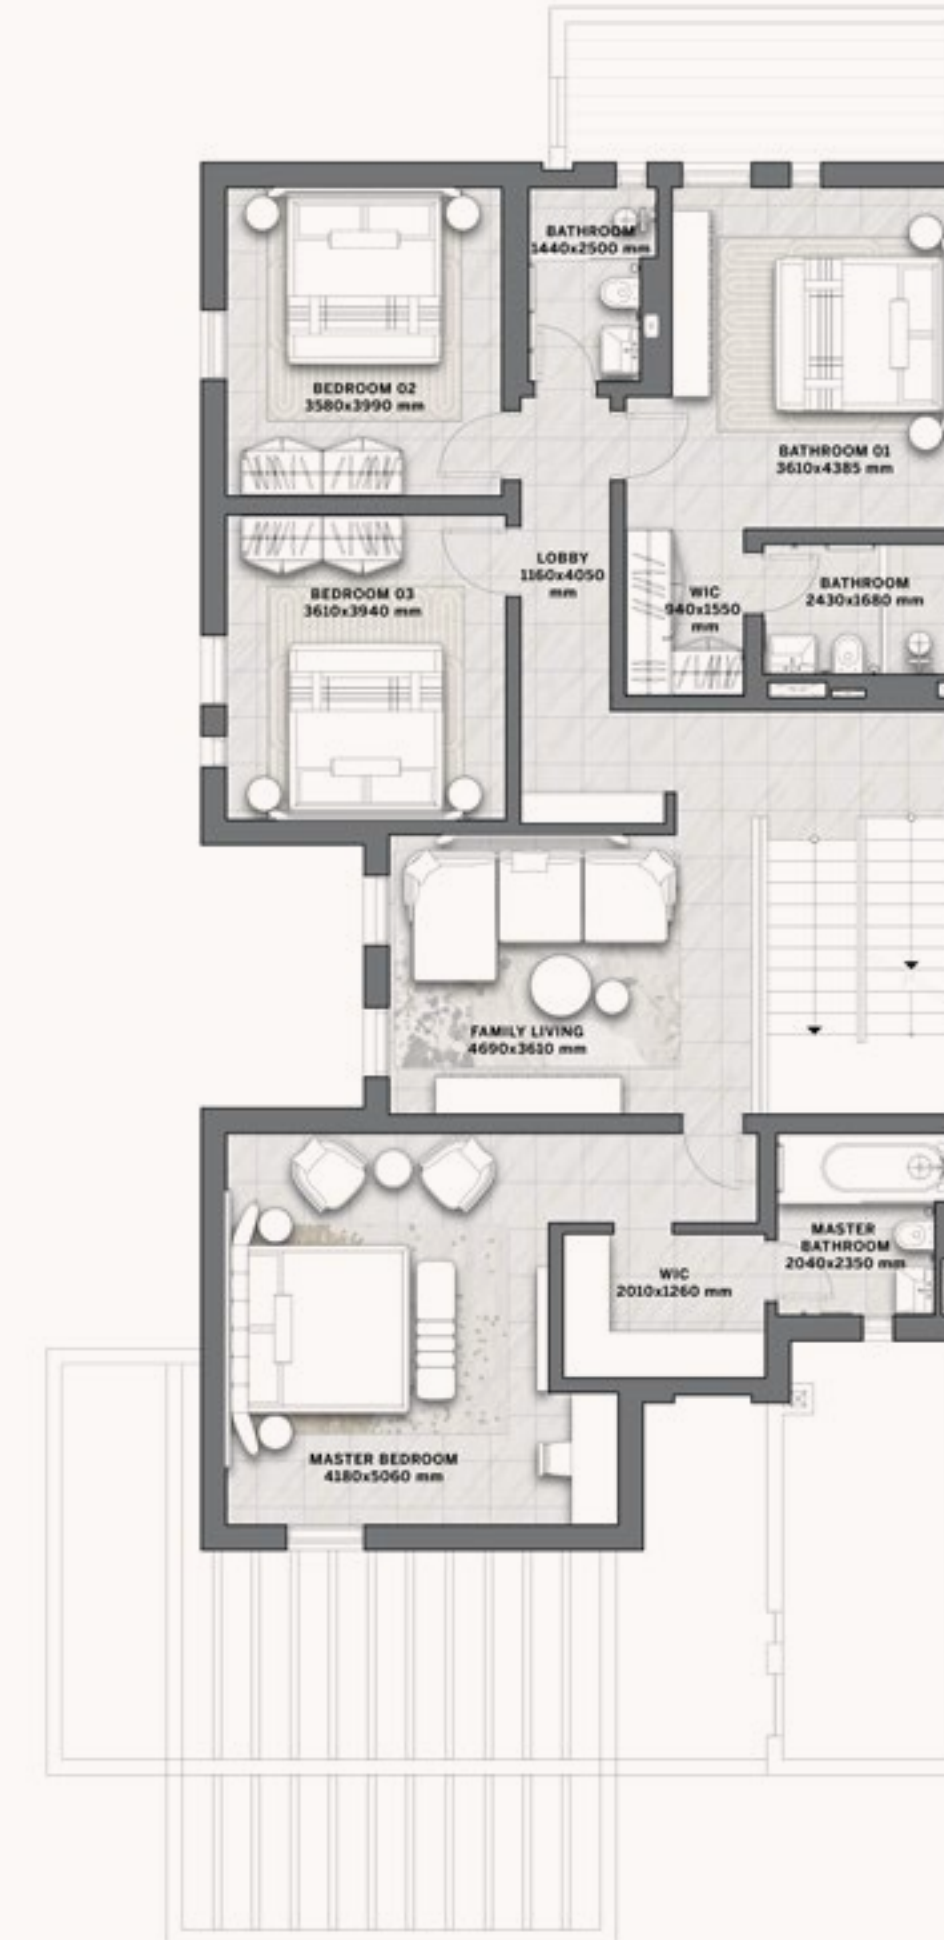 BATHROOM
1440x2500 mm
BEDROOM 02
3580x3990 mm
BATHROOM 01
3610x4385 mm
LOBBY
1160x4050
mm
BEDROOM 03
3610x3940 mm
WIC
940x1550
mm
BATHROOM
2430x1680 mm
FAMILY LIVING
4690x3610 mm
MASTER
BATHROOM
2040x2350 mm
WIC
2010x1260 mm
MASTER BEDROOM
4180x5060 mm